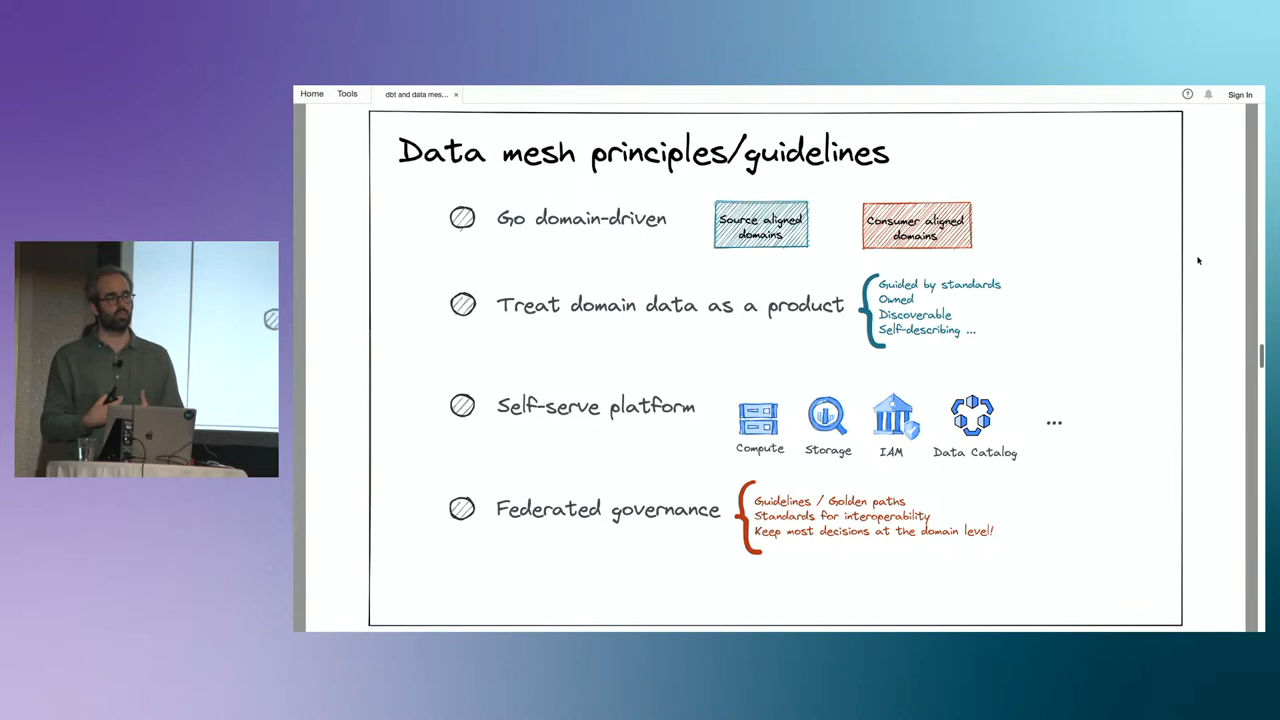 Home Tools dbt and data mes... × ? Sign In
Data mesh principles/guidelines
Go domain-driven
Source aligned
domains
Consumer aligned
domains
Treat domain data as a product
Guided by standards
Owned
Discoverable
Self-describing ...
Self-serve platform
Compute
Storage
IAM
Data Catalog
...
Federated governance
Guidelines / Golden paths
Standards for interoperability
Keep most decisions at the domain level!